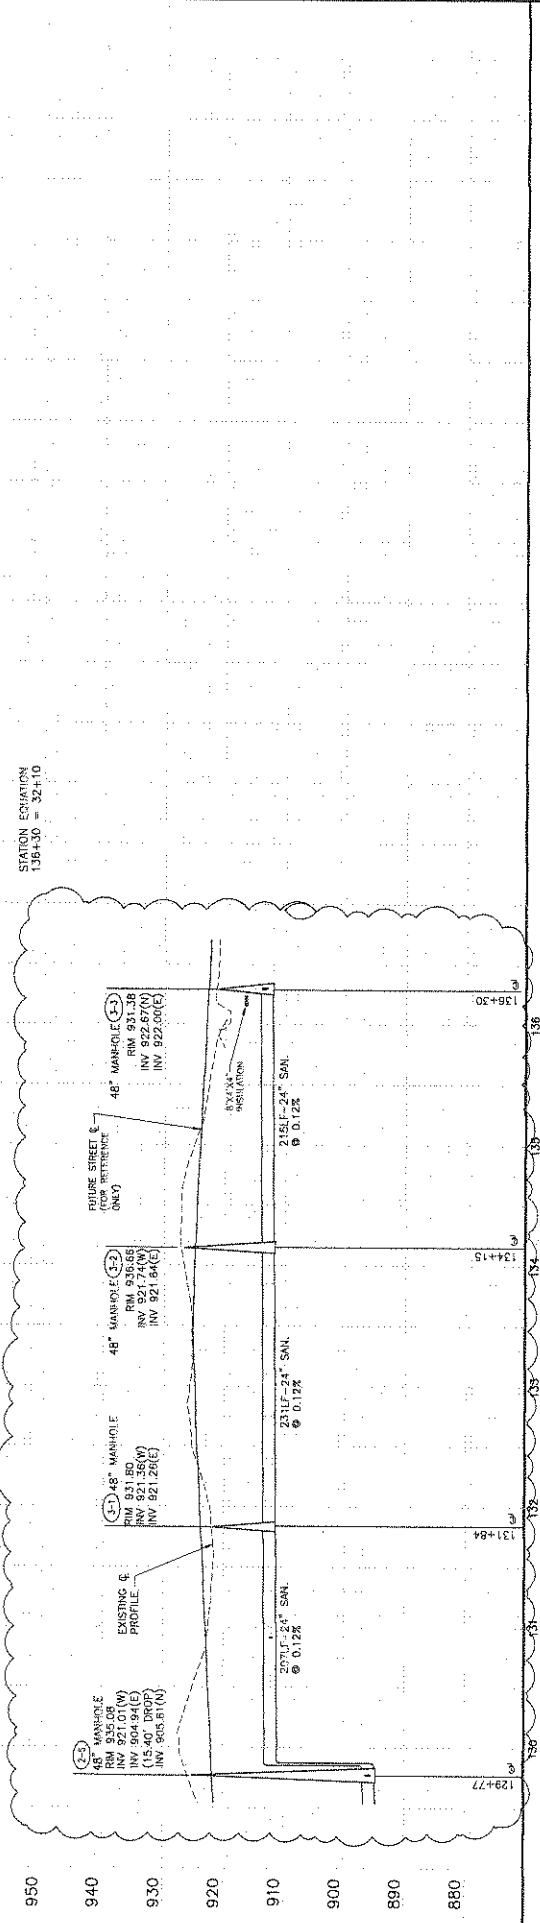 STATION EQUATION
136+30 = 32+10
950
940
930
920
910
900
890
880
2-5
48" MANHOLE
RIM 935.08
INV 921.01(W)
INV 904.94(E)
(15.40' DROP)
INV 905.61(N)
EXISTING ℄
PROFILE
3-1 48" MANHOLE
RIM 931.80
INV 921.36(W)
INV 921.26(E)
48" MANHOLE 3-2
RIM 936.66
INV 921.74(W)
INV 921.64(E)
FUTURE STREET ℄
(FOR REFERENCE
ONLY)
48" MANHOLE 3-3
RIM 931.38
INV 922.67(N)
INV 922.00(E)
8'X4'X4"
INSULATION
207LF-24" SAN.
@ 0.12%
231LF-24" SAN.
@ 0.12%
215LF-24" SAN.
@ 0.12%
129+77
131+84
134+15
136+30
130
131
132
133
134
135
136